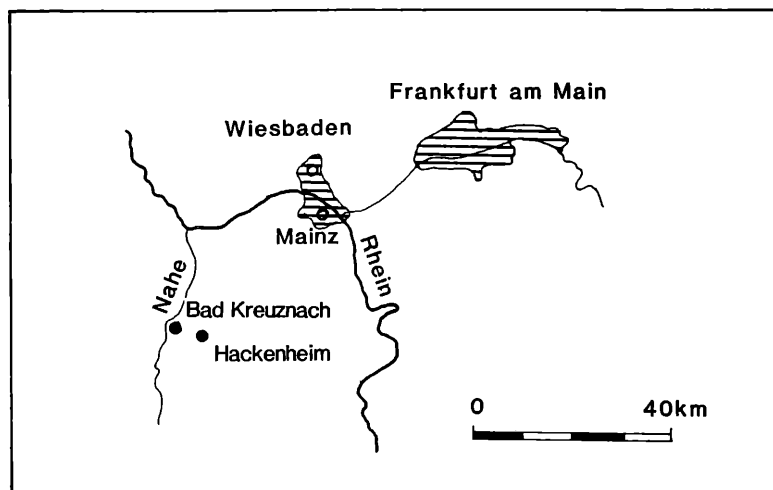 Frankfurt am Main
Wiesbaden
Mainz
Rhein
Nahe
Bad Kreuznach
Hackenheim
0 40km